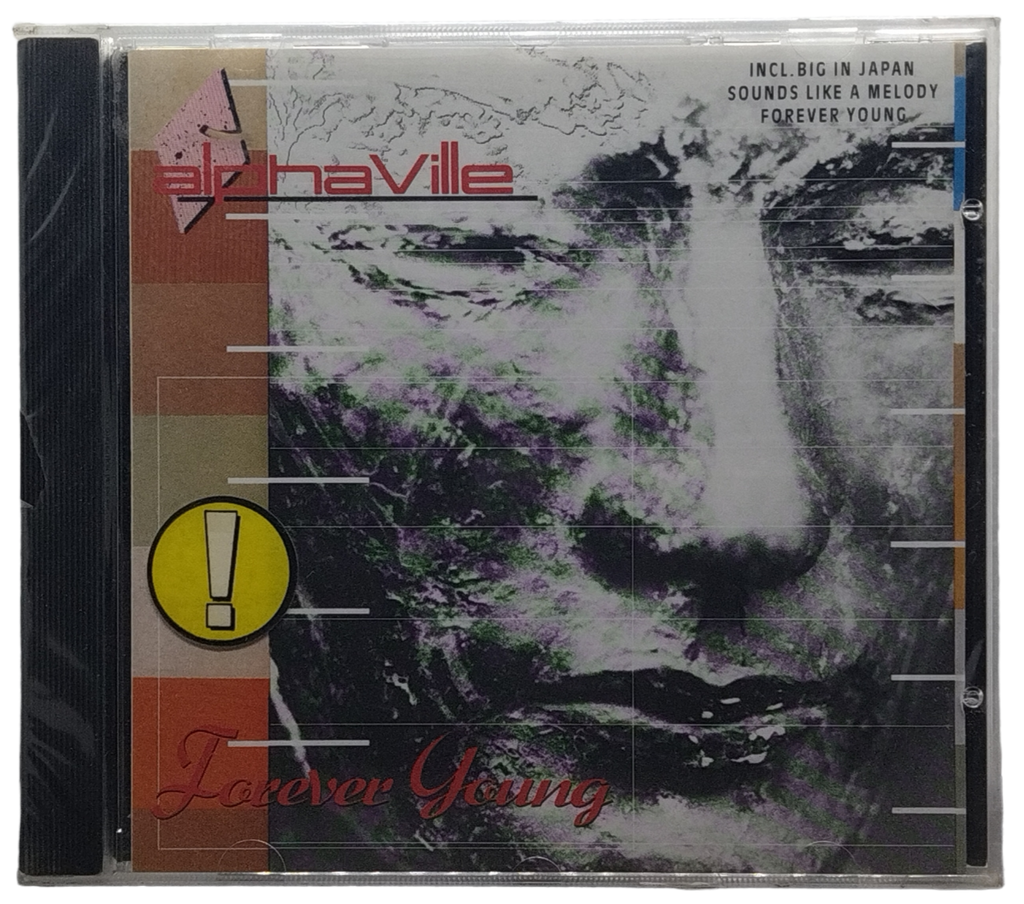 INCL.BIG IN JAPAN
SOUNDS LIKE A MELODY
FOREVER YOUNG
alphaville
!
Forever Young